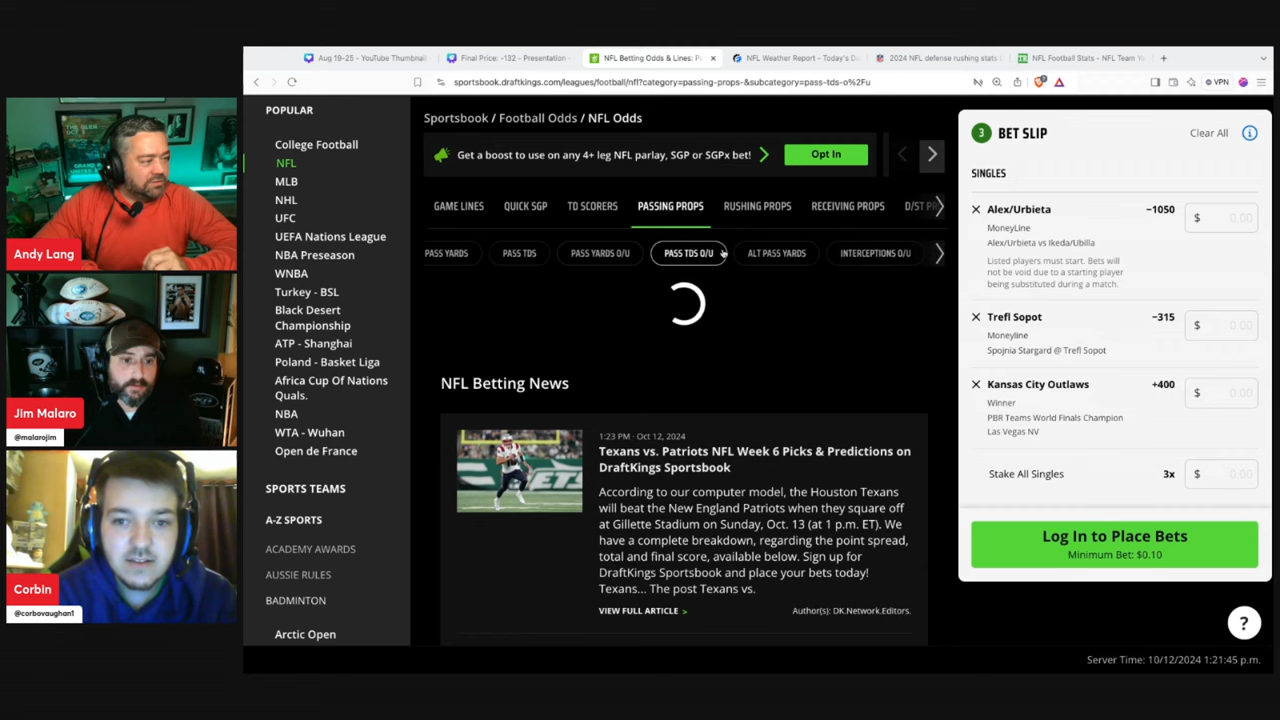 Aug 19-25 - YouTube Thumbnail
Final Price: -132 - Presentation -
NFL Betting Odds & Lines: Pa
NFL Weather Report - Today's Do
2024 NFL defense rushing stats |
NFL Football Stats - NFL Team Ya
sportsbook.draftkings.com/leagues/football/nfl?category=passing-props-&subcategory=pass-tds-o%2Fu
VPN
Andy Lang
Jim Malaro
@malarojim
Corbin
@corbovaughan1
POPULAR
College Football
NFL
MLB
NHL
UFC
UEFA Nations League
NBA Preseason
WNBA
Turkey - BSL
Black Desert
Championship
ATP - Shanghai
Poland - Basket Liga
Africa Cup Of Nations
Quals.
NBA
WTA - Wuhan
Open de France
SPORTS TEAMS
A-Z SPORTS
ACADEMY AWARDS
AUSSIE RULES
BADMINTON
Arctic Open
Sportsbook / Football Odds / NFL Odds
Get a boost to use on any 4+ leg NFL parlay, SGP or SGPx bet!
Opt In
GAME LINES
QUICK SGP
TD SCORERS
PASSING PROPS
RUSHING PROPS
RECEIVING PROPS
D/ST PR
PASS YARDS
PASS TDS
PASS YARDS O/U
PASS TDS O/U
ALT PASS YARDS
INTERCEPTIONS O/U
NFL Betting News
1:23 PM · Oct 12, 2024
Texans vs. Patriots NFL Week 6 Picks & Predictions on
DraftKings Sportsbook
According to our computer model, the Houston Texans
will beat the New England Patriots when they square off
at Gillette Stadium on Sunday, Oct. 13 (at 1 p.m. ET). We
have a complete breakdown, regarding the point spread,
total and final score, available below. Sign up for
DraftKings Sportsbook and place your bets today!
Texans... The post Texans vs.
VIEW FULL ARTICLE >
Author(s): DK.Network.Editors.
3 BET SLIP
Clear All
SINGLES
Alex/Urbieta −1050
$ 0.00
MoneyLine
Alex/Urbieta vs Ikeda/Ubilla
Listed players must start. Bets will
not be void due to a starting player
being substituted during a match.
Trefl Sopot −315
$ 0.00
Moneyline
Spojnia Stargard @ Trefl Sopot
Kansas City Outlaws +400
$ 0.00
Winner
PBR Teams World Finals Champion
Las Vegas NV
Stake All Singles 3x $ 0.00
Log In to Place Bets
Minimum Bet: $0.10
?
Server Time: 10/12/2024 1:21:45 p.m.